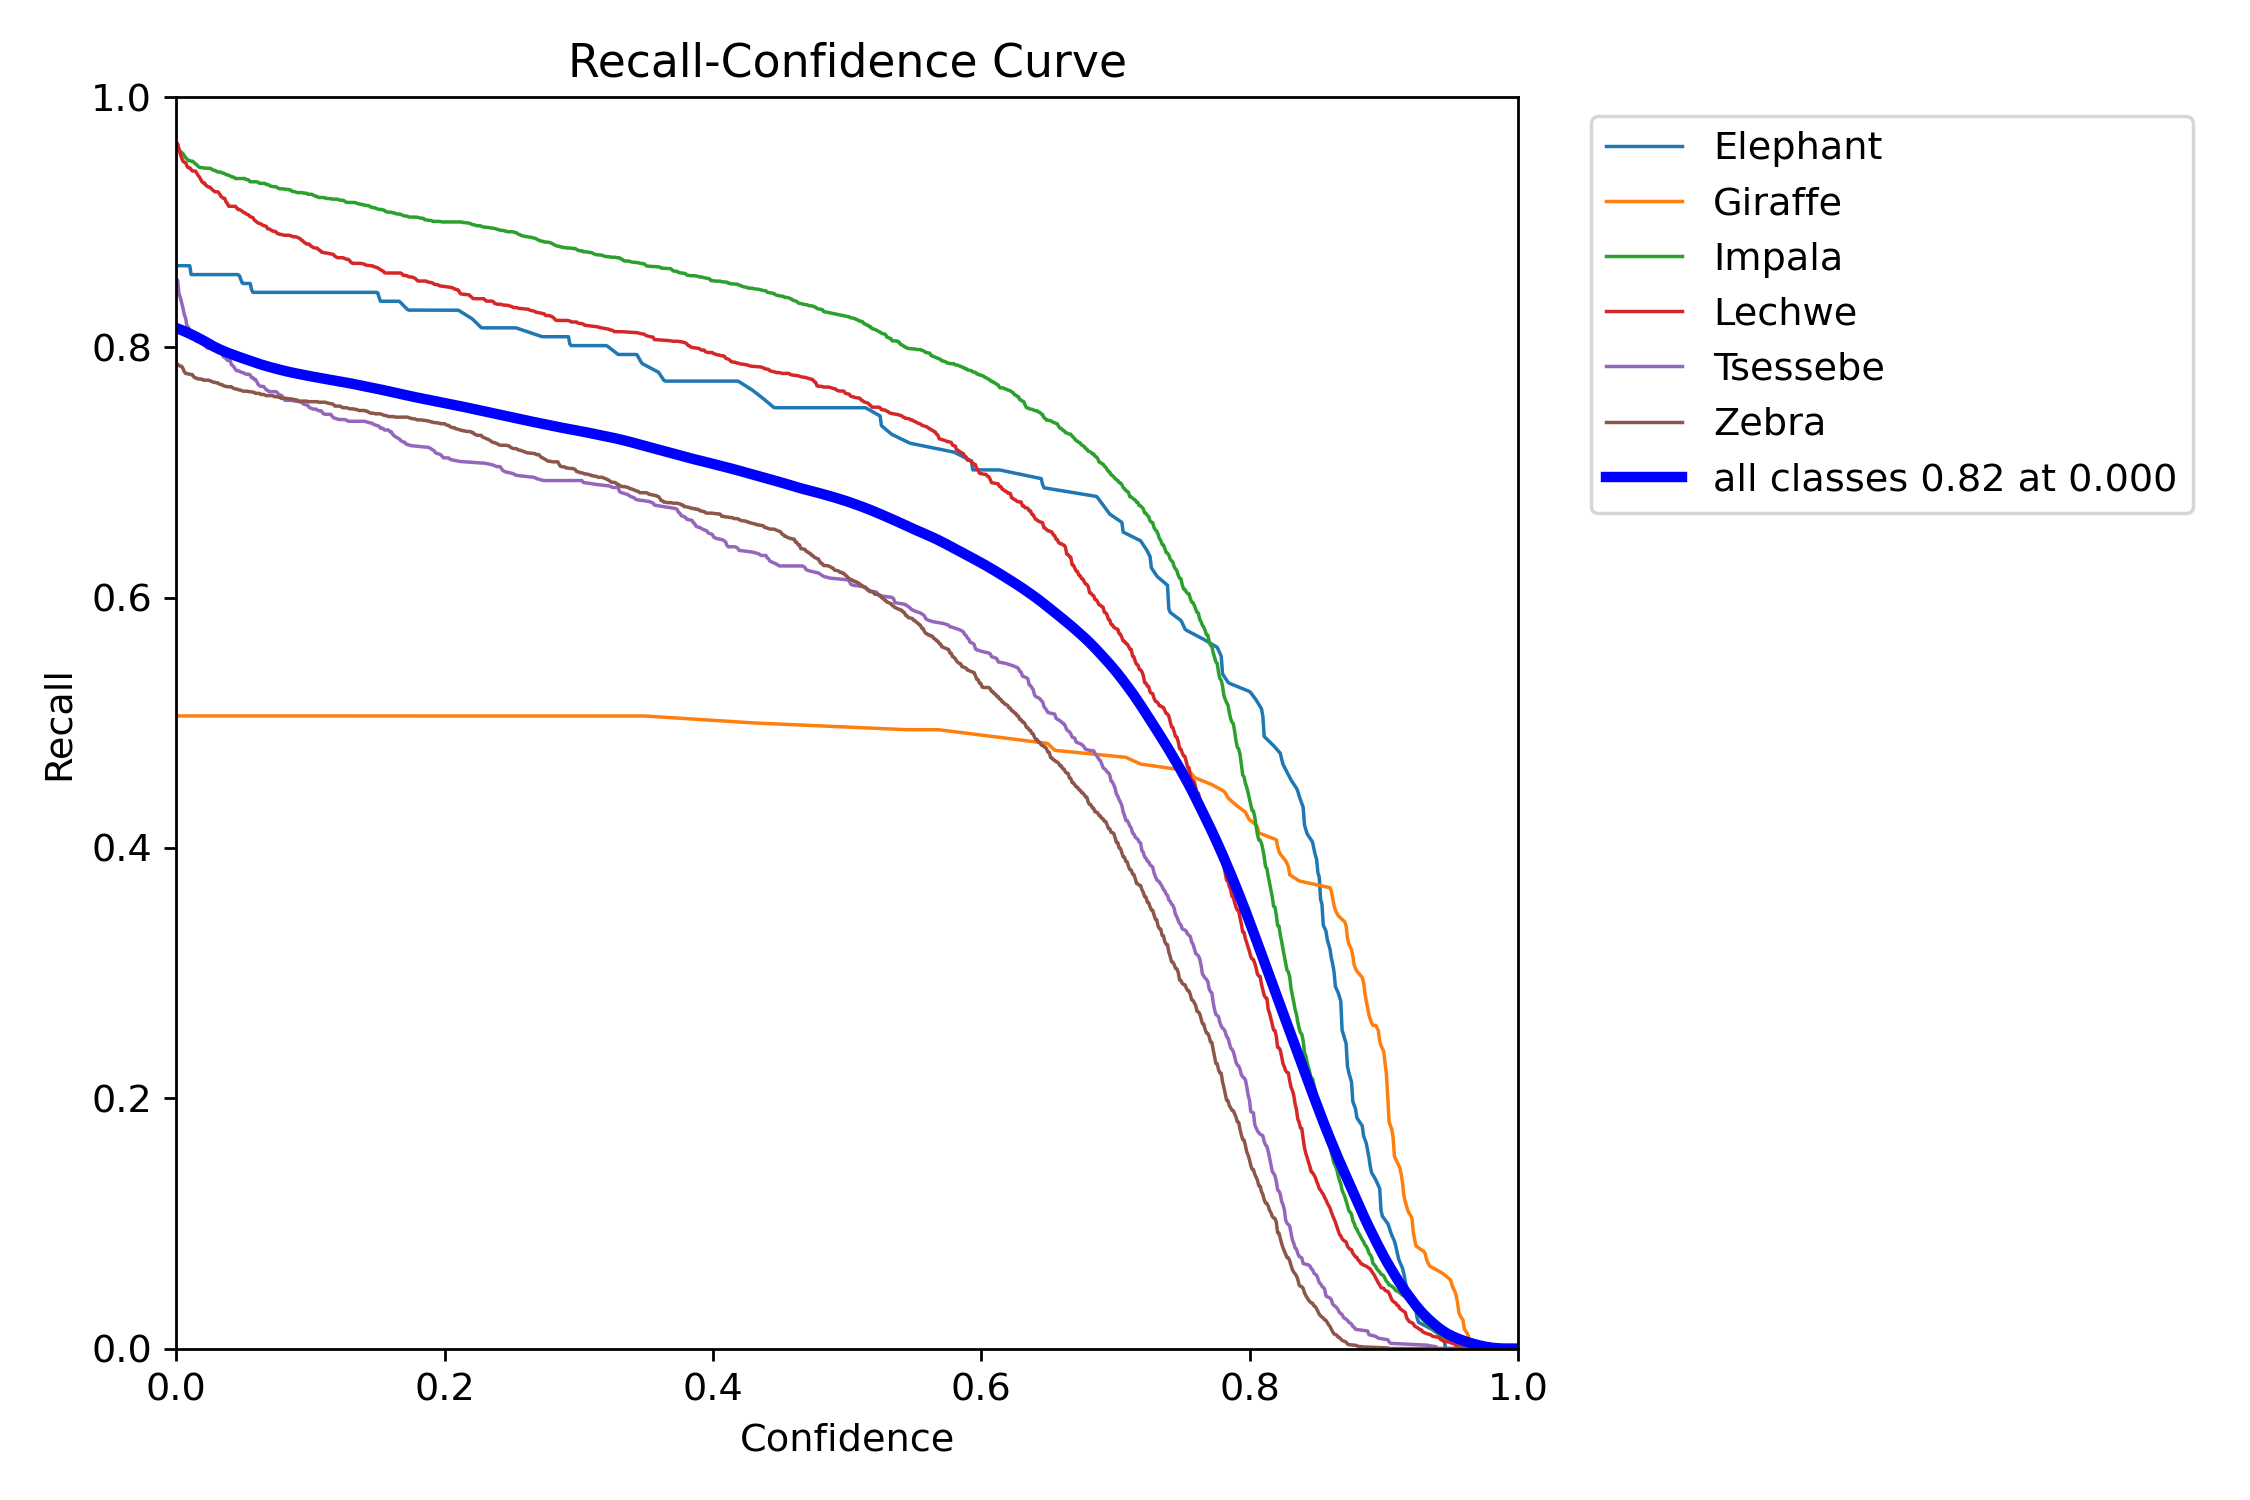 Recall-Confidence Curve
1.0
0.8
0.6
0.4
0.2
0.0
Recall
0.0 0.2 0.4 0.6 0.8 1.0
Confidence
Elephant
Giraffe
Impala
Lechwe
Tsessebe
Zebra
all classes 0.82 at 0.000